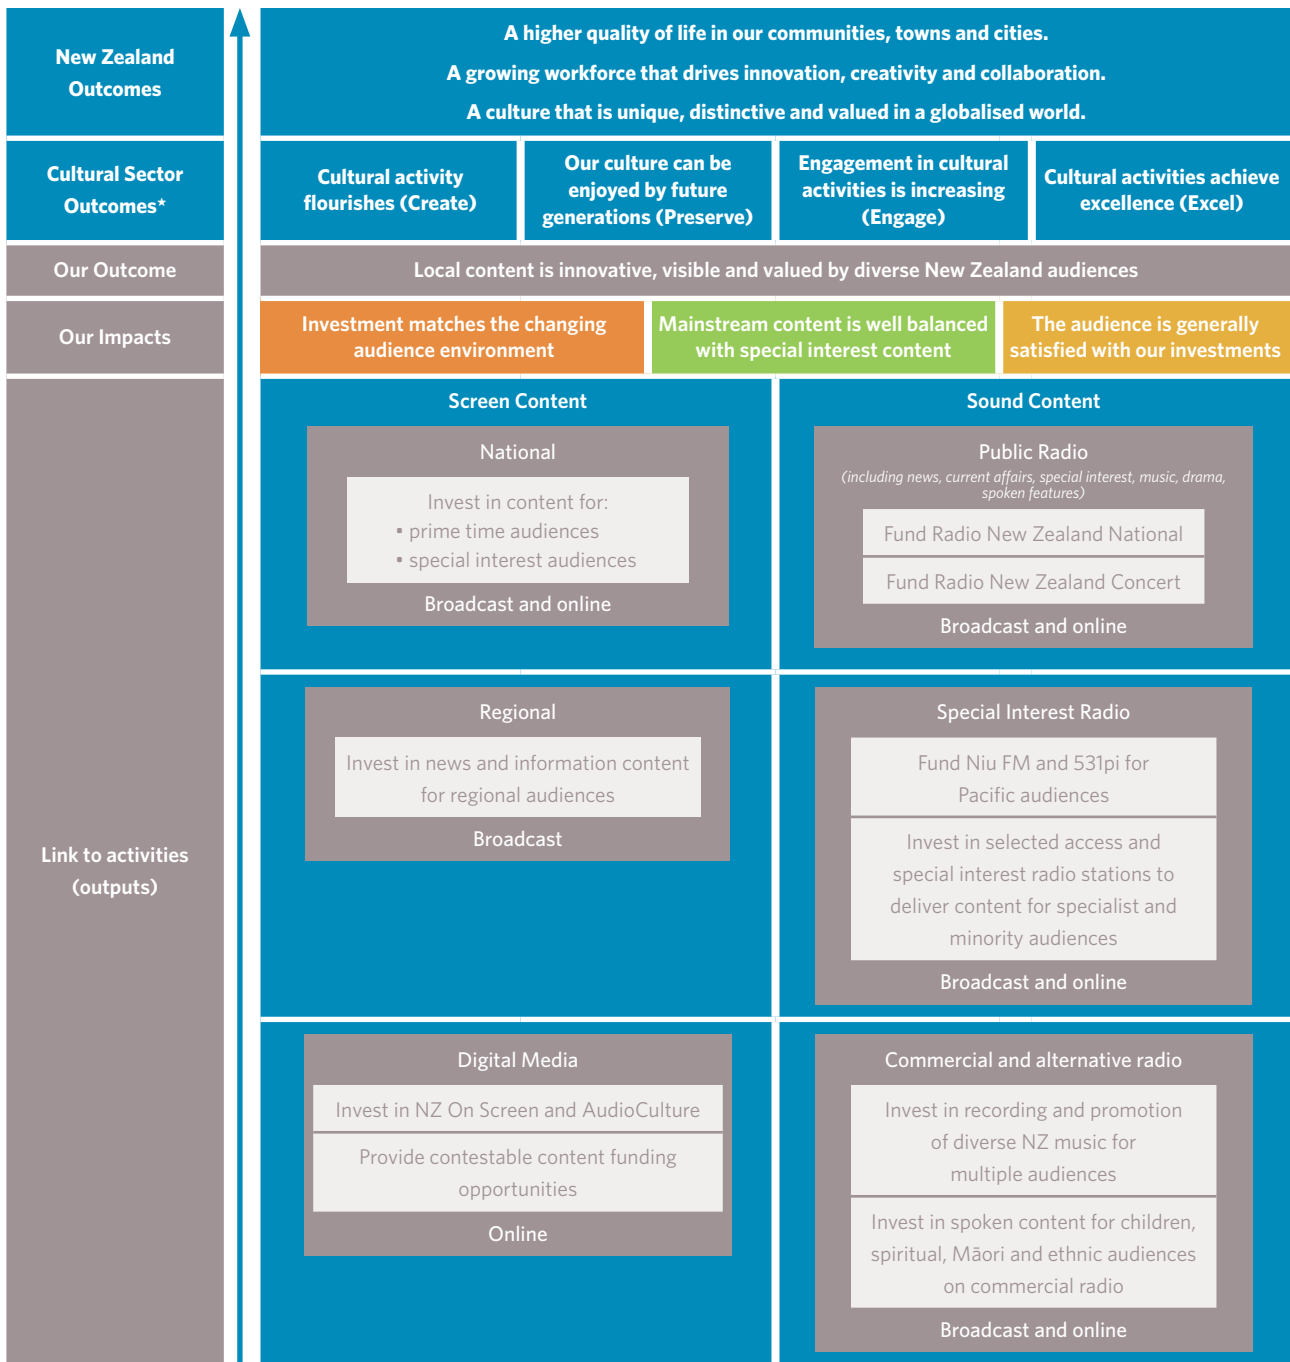 New Zealand
Outcomes
A higher quality of life in our communities, towns and cities.
A growing workforce that drives innovation, creativity and collaboration.
A culture that is unique, distinctive and valued in a globalised world.
Cultural Sector
Outcomes*
Cultural activity
flourishes (Create)
Our culture can be
enjoyed by future
generations (Preserve)
Engagement in cultural
activities is increasing
(Engage)
Cultural activities achieve
excellence (Excel)
Our Outcome
Local content is innovative, visible and valued by diverse New Zealand audiences
Our Impacts
Investment matches the changing
audience environment
Mainstream content is well balanced
with special interest content
The audience is generally
satisfied with our investments
Link to activities
(outputs)
Screen Content
National
Invest in content for:
• prime time audiences
• special interest audiences
Broadcast and online
Sound Content
Public Radio
(including news, current affairs, special interest, music, drama,
spoken features)
Fund Radio New Zealand National
Fund Radio New Zealand Concert
Broadcast and online
Regional
Invest in news and information content
for regional audiences
Broadcast
Special Interest Radio
Fund Niu FM and 531pi for
Pacific audiences
Invest in selected access and
special interest radio stations to
deliver content for specialist and
minority audiences
Broadcast and online
Digital Media
Invest in NZ On Screen and AudioCulture
Provide contestable content funding
opportunities
Online
Commercial and alternative radio
Invest in recording and promotion
of diverse NZ music for
multiple audiences
Invest in spoken content for children,
spiritual, Māori and ethnic audiences
on commercial radio
Broadcast and online